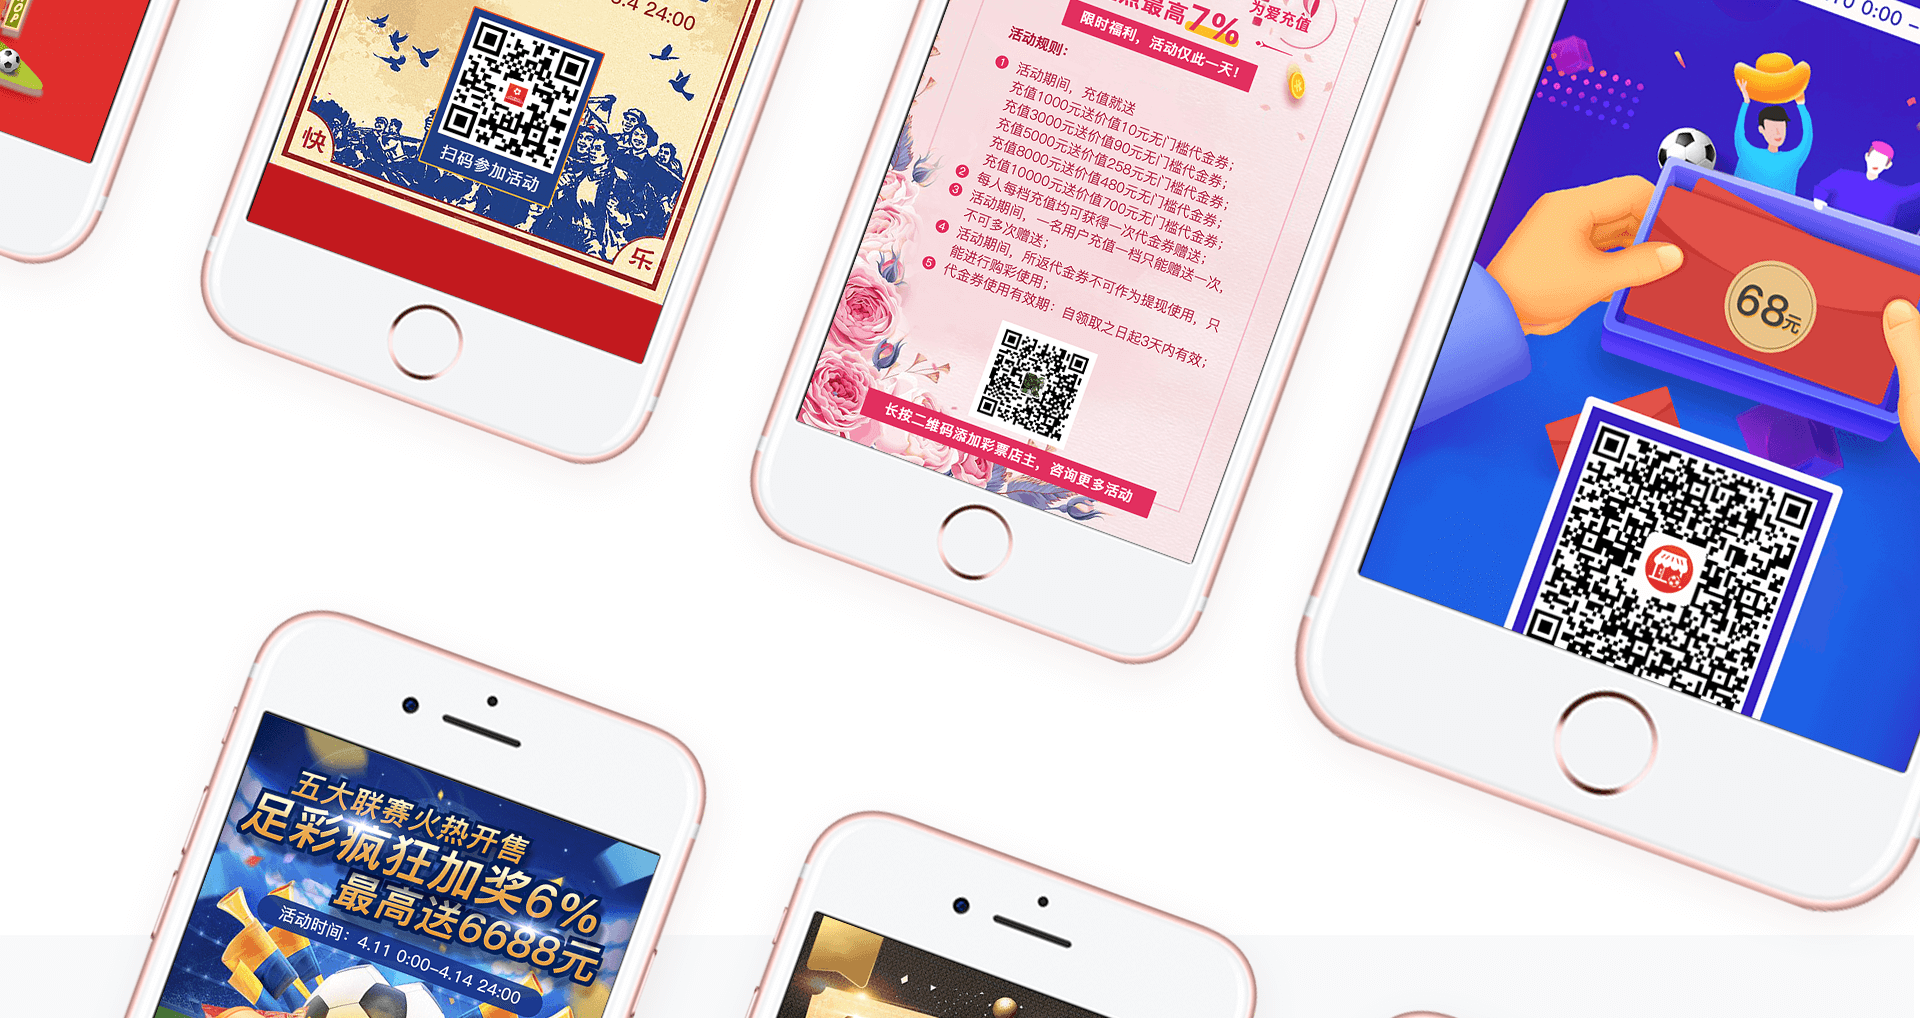 5.4 24:00
快
扫码参加活动
乐
最高7%
为爱充值
限时福利，活动仅此一天！
活动规则：
1 活动期间，充值就送
充值1000元送价值10元无门槛代金券；
充值3000元送价值90元无门槛代金券；
充值5000元送价值258元无门槛代金券；
充值8000元送价值480元无门槛代金券；
充值10000元送价值700元无门槛代金券；
2 每人每档充值均可获得一次代金券赠送；
3 活动期间，一名用户充值一档只能赠送一次，
不可多次赠送；
4 活动期间，所返代金券不可作为提现使用，只
能进行购彩使用；
5 代金券使用有效期：自领取之日起3天内有效；
长按二维码添加彩票店主，咨询更多活动
0:00 –
68元
五大联赛火热开售
足彩疯狂加奖6%
最高送6688元
活动时间：4.11 0:00–4.14 24:00